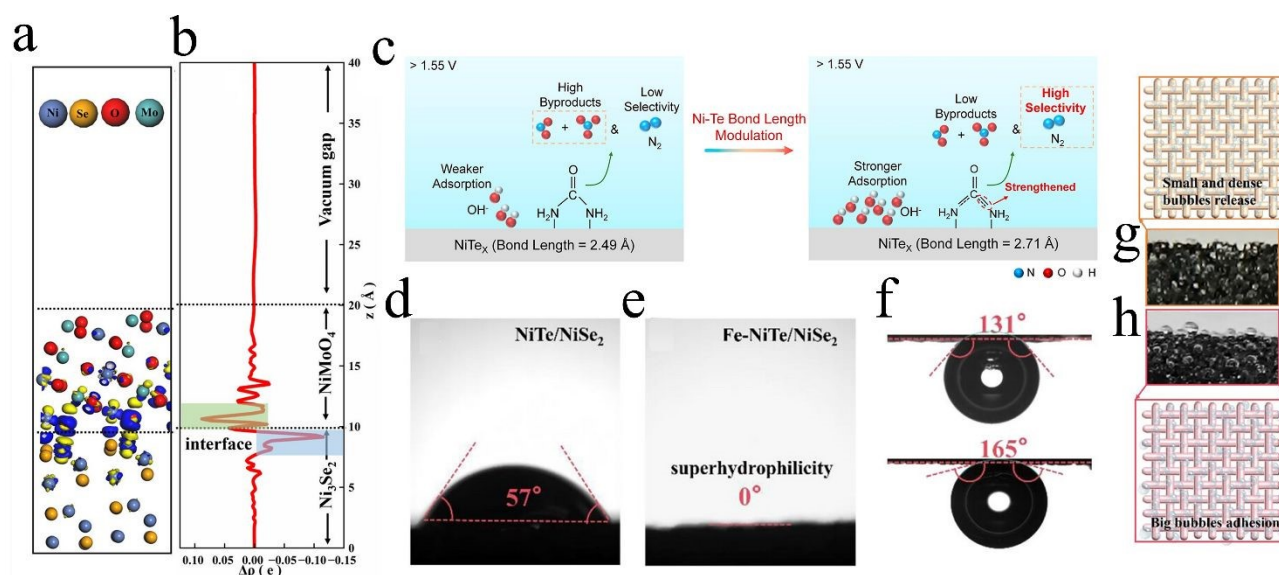 a
Ni Se O Mo
b
40
35
30
25
20
15
10
5
0
z ( Å )
Vacuum gap
NiMoO₄
Ni₃Se₂
interface
0.10 0.05 0.00 −0.05 −0.10 −0.15
Δρ ( e )
c
> 1.55 V
High
Byproducts
Low
Selectivity
+
&
N₂
Weaker
Adsorption
OH⁻
O
C
H₂N
NH₂
NiTeₓ (Bond Length = 2.49 Å)
Ni-Te Bond Length
Modulation
> 1.55 V
Low
Byproducts
High
Selectivity
+
&
N₂
Stronger
Adsorption
OH⁻
O
C
Strengthened
H₂N
NH₂
NiTeₓ (Bond Length = 2.71 Å)
N O H
d
NiTe/NiSe₂
57°
e
Fe-NiTe/NiSe₂
superhydrophilicity
0°
f
131°
165°
Small and dense
bubbles release
g
h
Big bubbles adhesion